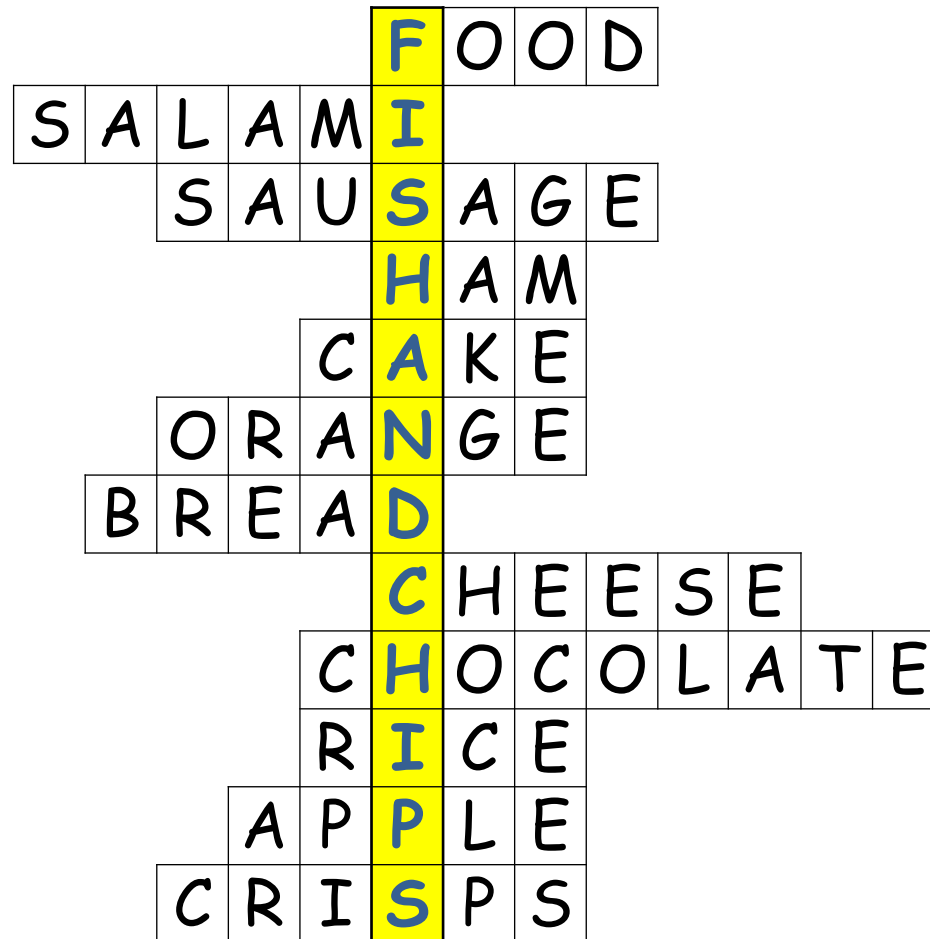 FOOD
SALAMI
SAUSAGE
HAM
CAKE
ORANGE
BREAD
CHEESE
CHOCOLATE
RICE
APPLE
CRISPS